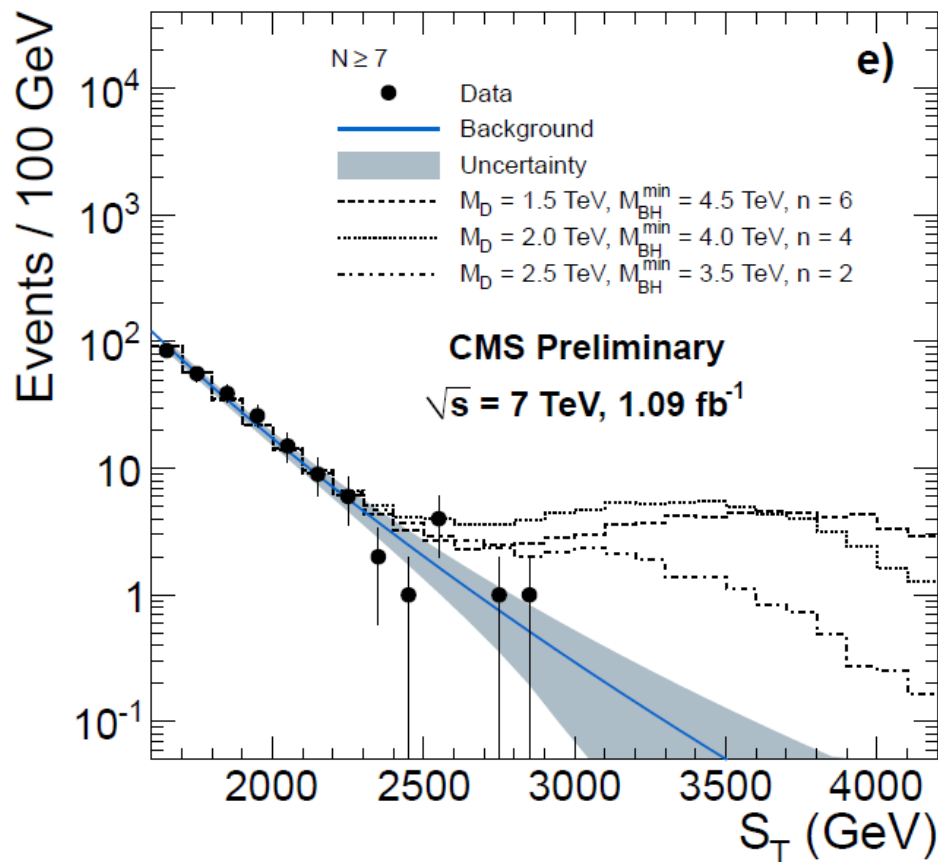 Events / 100 GeV
10^4
10^3
10^2
10
1
10^-1
e)
N ≥ 7
Data
Background
Uncertainty
M_D = 1.5 TeV, M_BH^min = 4.5 TeV, n = 6
M_D = 2.0 TeV, M_BH^min = 4.0 TeV, n = 4
M_D = 2.5 TeV, M_BH^min = 3.5 TeV, n = 2
CMS Preliminary
√s = 7 TeV, 1.09 fb^-1
2000 2500 3000 3500 4000
S_T (GeV)